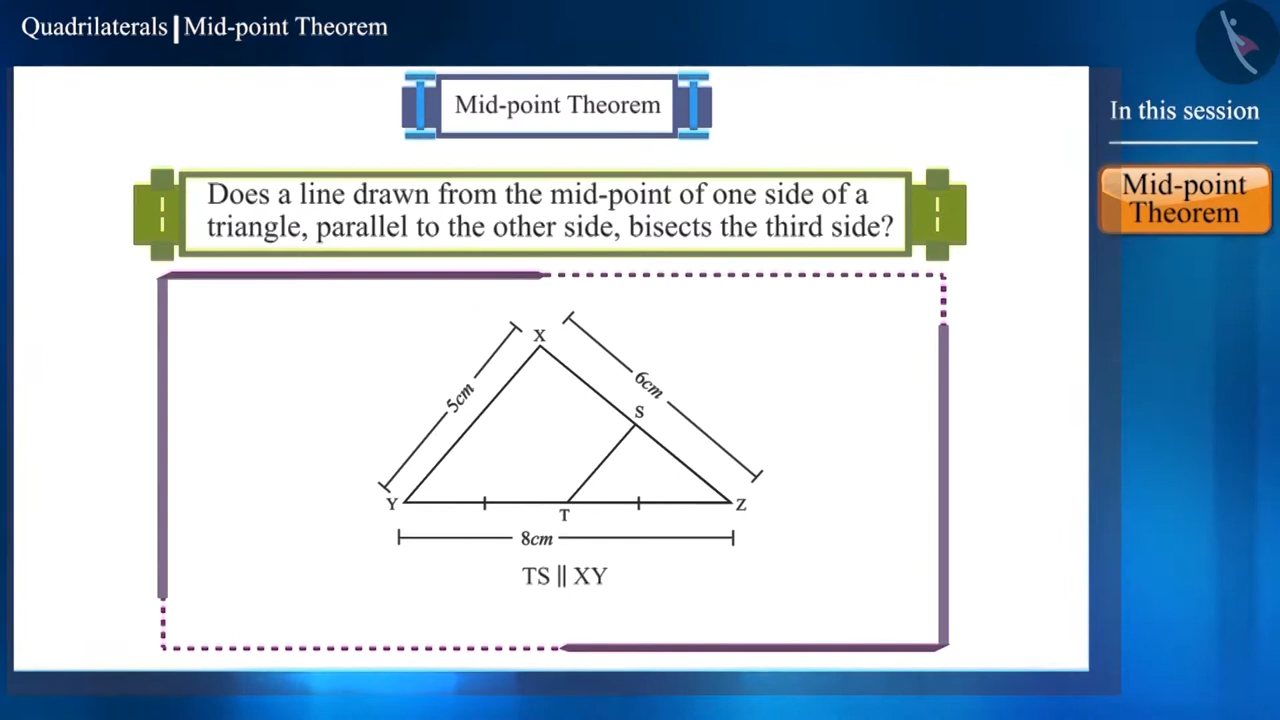 Quadrilaterals | Mid-point Theorem
In this session
Mid-point
Theorem
Mid-point Theorem
Does a line drawn from the mid-point of one side of a
triangle, parallel to the other side, bisects the third side?
X
5cm
6cm
S
Y
T
Z
8cm
TS || XY